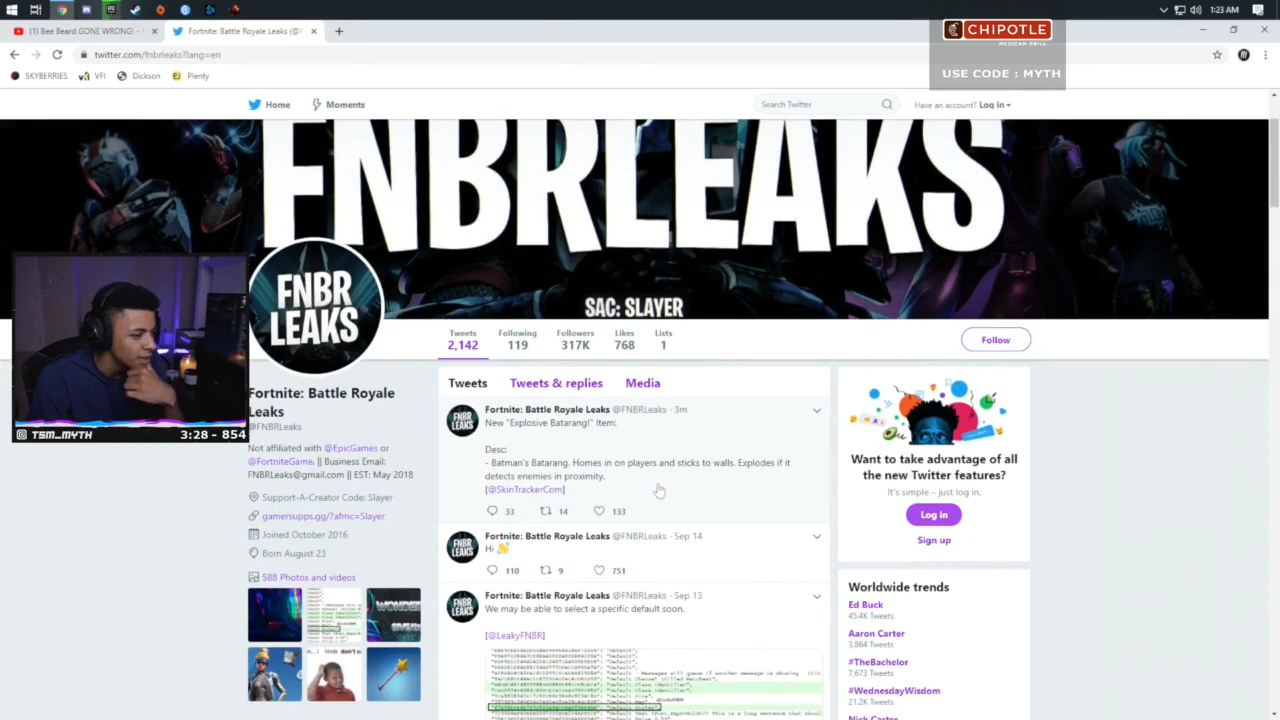 1:23 AM
(1) Bee Beard GONE WRONG! -
Fortnite: Battle Royale Leaks (@F
CHIPOTLE
MEXICAN GRILL
USE CODE : MYTH
twitter.com/fnbrleaks?lang=en
SKYBERRIES
VFI
Dickson
Plenty
Home
Moments
Search Twitter
Have an account? Log in
FNBRLEAKS
SAC: SLAYER
FNBR
LEAKS
TSM_MYTH
3:28 - 854
Tweets
2,142
Following
119
Followers
317K
Likes
768
Lists
1
Follow
Fortnite: Battle Royale
Leaks
@FNBRLeaks
Not affiliated with @EpicGames or
@FortniteGame. || Business Email:
FNBRLeaks@gmail.com || EST: May 2018
Support-A-Creator Code: Slayer
gamersupps.gg/?afmc=Slayer
Joined October 2016
Born August 23
588 Photos and videos
Tweets
Tweets & replies
Media
Fortnite: Battle Royale Leaks @FNBRLeaks · 3m
New "Explosive Batarang!" Item:
Desc:
- Batman's Batarang. Homes in on players and sticks to walls. Explodes if it
detects enemies in proximity.
[@SkinTrackerCom]
33
14
133
Fortnite: Battle Royale Leaks @FNBRLeaks · Sep 14
Hi 👋
110
9
751
Fortnite: Battle Royale Leaks @FNBRLeaks · Sep 13
We may be able to select a specific default soon.
[@LeakyFNBR]
Want to take advantage of all
the new Twitter features?
It's simple – just log in.
Log in
Sign up
Worldwide trends
Ed Buck
45.4K Tweets
Aaron Carter
3,864 Tweets
#TheBachelor
7,673 Tweets
#WednesdayWisdom
21.2K Tweets
Nick Carter